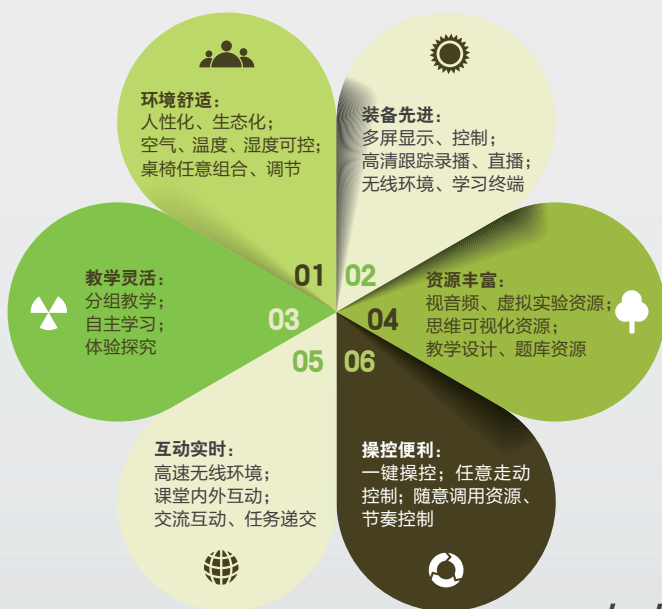 环境舒适：
人性化、生态化；
空气、温度、湿度可控；
桌椅任意组合、调节
01
装备先进：
多屏显示、控制；
高清跟踪录播、直播；
无线环境、学习终端
02
教学灵活：
分组教学；
自主学习；
体验探究
03
资源丰富：
视音频、虚拟实验资源；
思维可视化资源；
教学设计、题库资源
04
互动实时：
高速无线环境；
课堂内外互动；
交流互动、任务递交
05
操控便利：
一键操控；任意走动
控制；随意调用资源、
节奏控制
06